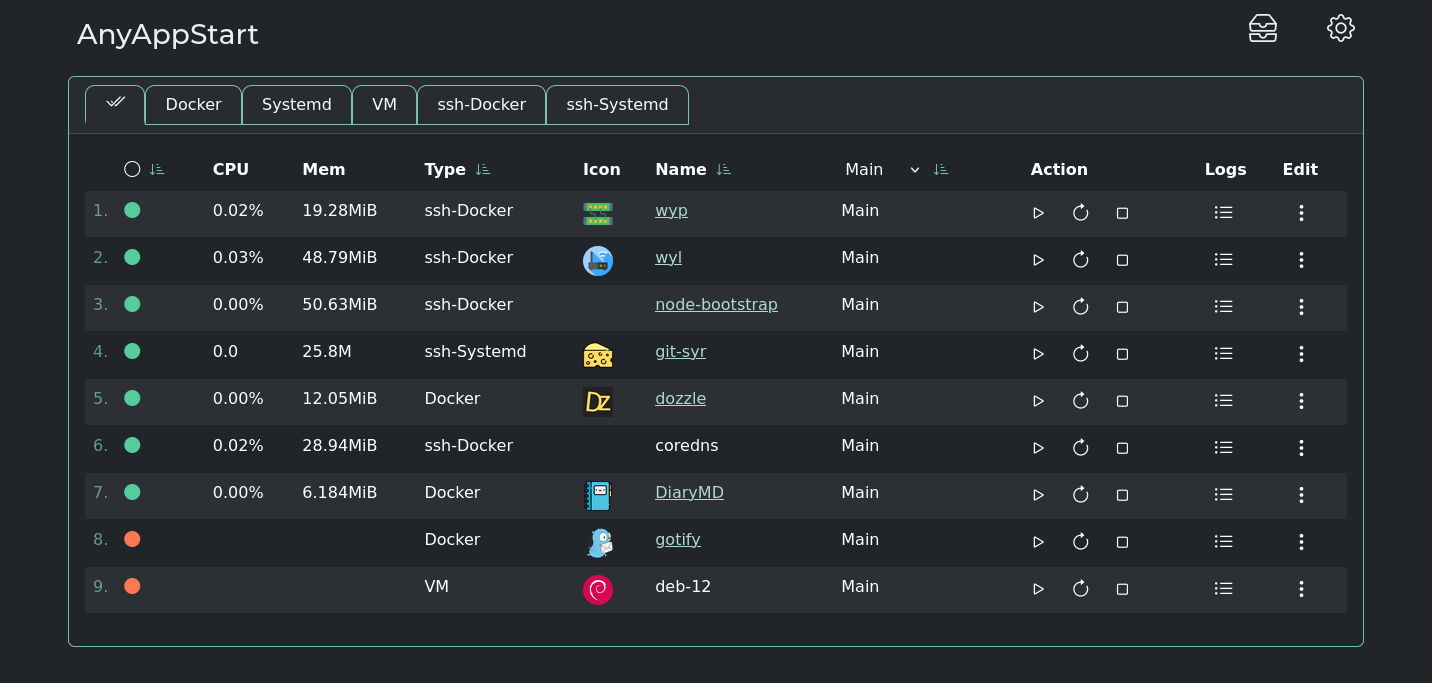 AnyAppStart
Docker Systemd VM ssh-Docker ssh-Systemd
CPU Mem Type Icon Name Main Action Logs Edit
1. 0.02% 19.28MiB ssh-Docker wyp Main
2. 0.03% 48.79MiB ssh-Docker wyl Main
3. 0.00% 50.63MiB ssh-Docker node-bootstrap Main
4. 0.0 25.8M ssh-Systemd git-syr Main
5. 0.00% 12.05MiB Docker Dz dozzle Main
6. 0.02% 28.94MiB ssh-Docker coredns Main
7. 0.00% 6.184MiB Docker DiaryMD Main
8. Docker gotify Main
9. VM deb-12 Main